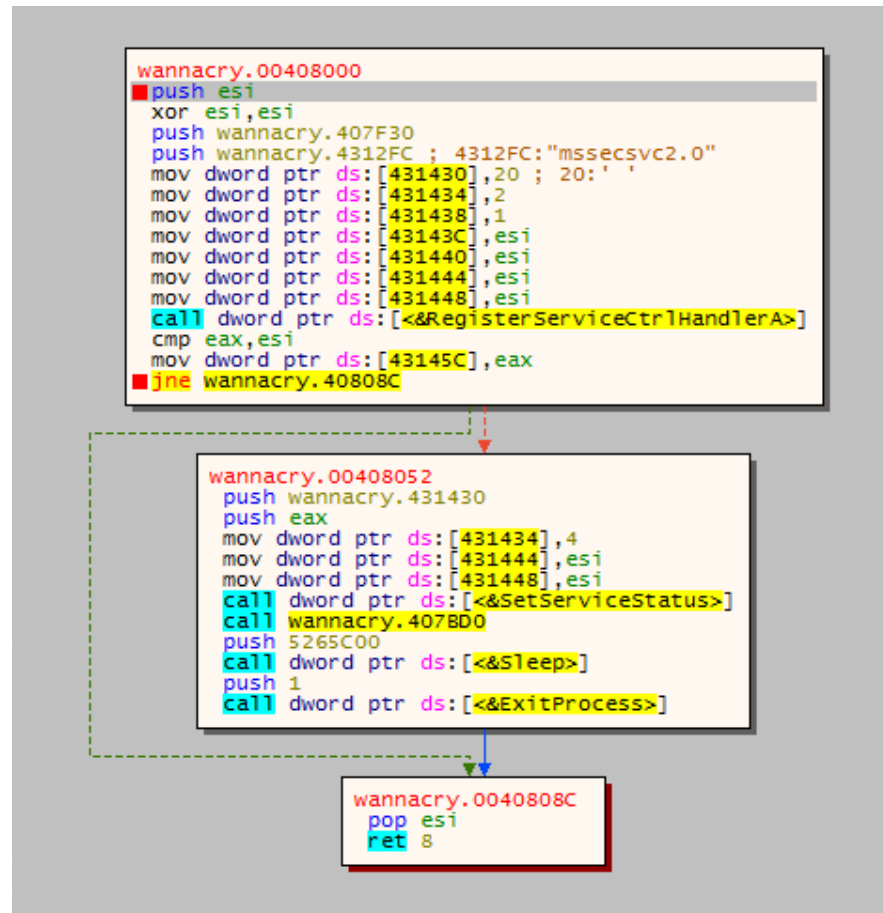 wannacry.00408000
push esi
xor esi,esi
push wannacry.407F30
push wannacry.4312FC ; 4312FC:"mssecsvc2.0"
mov dword ptr ds:[431430],20 ; 20:' '
mov dword ptr ds:[431434],2
mov dword ptr ds:[431438],1
mov dword ptr ds:[43143C],esi
mov dword ptr ds:[431440],esi
mov dword ptr ds:[431444],esi
mov dword ptr ds:[431448],esi
call dword ptr ds:[<&RegisterServiceCtrlHandlerA>]
cmp eax,esi
mov dword ptr ds:[43145C],eax
jne wannacry.40808C
wannacry.00408052
push wannacry.431430
push eax
mov dword ptr ds:[431434],4
mov dword ptr ds:[431444],esi
mov dword ptr ds:[431448],esi
call dword ptr ds:[<&SetServiceStatus>]
call wannacry.407BD0
push 5265C00
call dword ptr ds:[<&Sleep>]
push 1
call dword ptr ds:[<&ExitProcess>]
wannacry.0040808C
pop esi
ret 8